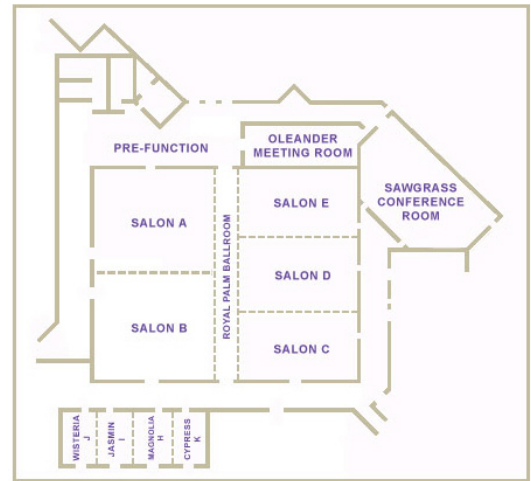 PRE-FUNCTION
OLEANDER
MEETING ROOM
SAWGRASS
CONFERENCE
ROOM
SALON A
SALON E
ROYAL PALM BALLROOM
SALON D
SALON B
SALON C
WISTERIA
J
JASMIN
I
MAGNOLIA
H
CYPRESS
K